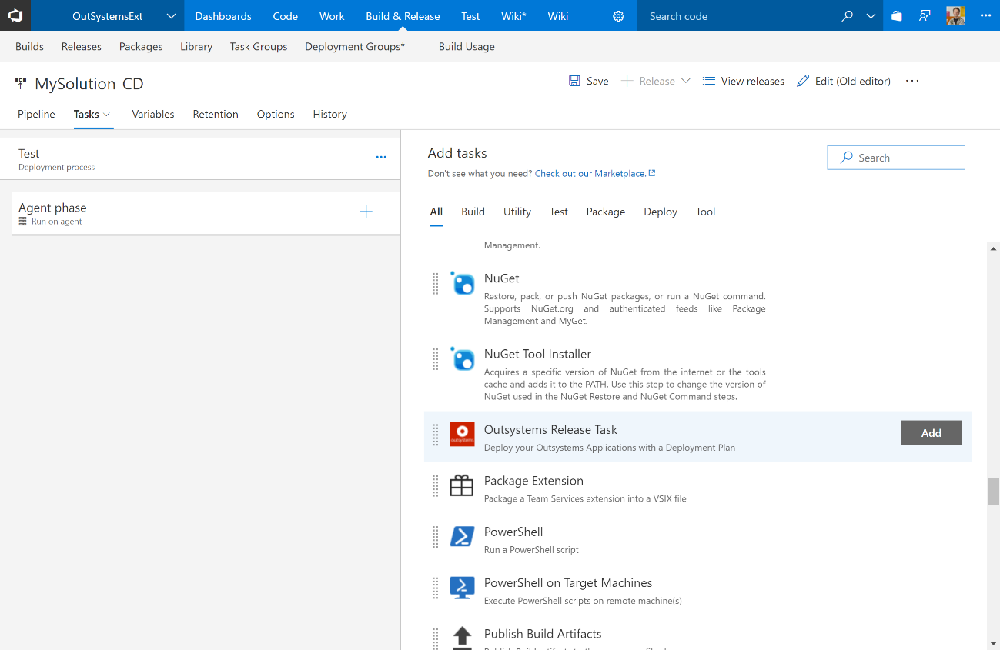 OutSystemsExt Dashboards Code Work Build & Release Test Wiki* Wiki Search code
Builds Releases Packages Library Task Groups Deployment Groups* Build Usage
MySolution-CD
Save Release View releases Edit (Old editor)
Pipeline Tasks Variables Retention Options History
Test
Deployment process
Agent phase
Run on agent
Add tasks
Search
Don't see what you need? Check out our Marketplace.
All Build Utility Test Package Deploy Tool
Management.
NuGet
Restore, pack, or push NuGet packages, or run a NuGet command.
Supports NuGet.org and authenticated feeds like Package
Management and MyGet.
NuGet Tool Installer
Acquires a specific version of NuGet from the internet or the tools
cache and adds it to the PATH. Use this step to change the version of
NuGet used in the NuGet Restore and NuGet Command steps.
outsystems
Outsystems Release Task
Deploy your Outsystems Applications with a Deployment Plan
Add
Package Extension
Package a Team Services extension into a VSIX file
PowerShell
Run a PowerShell script
PowerShell on Target Machines
Execute PowerShell scripts on remote machine(s)
Publish Build Artifacts